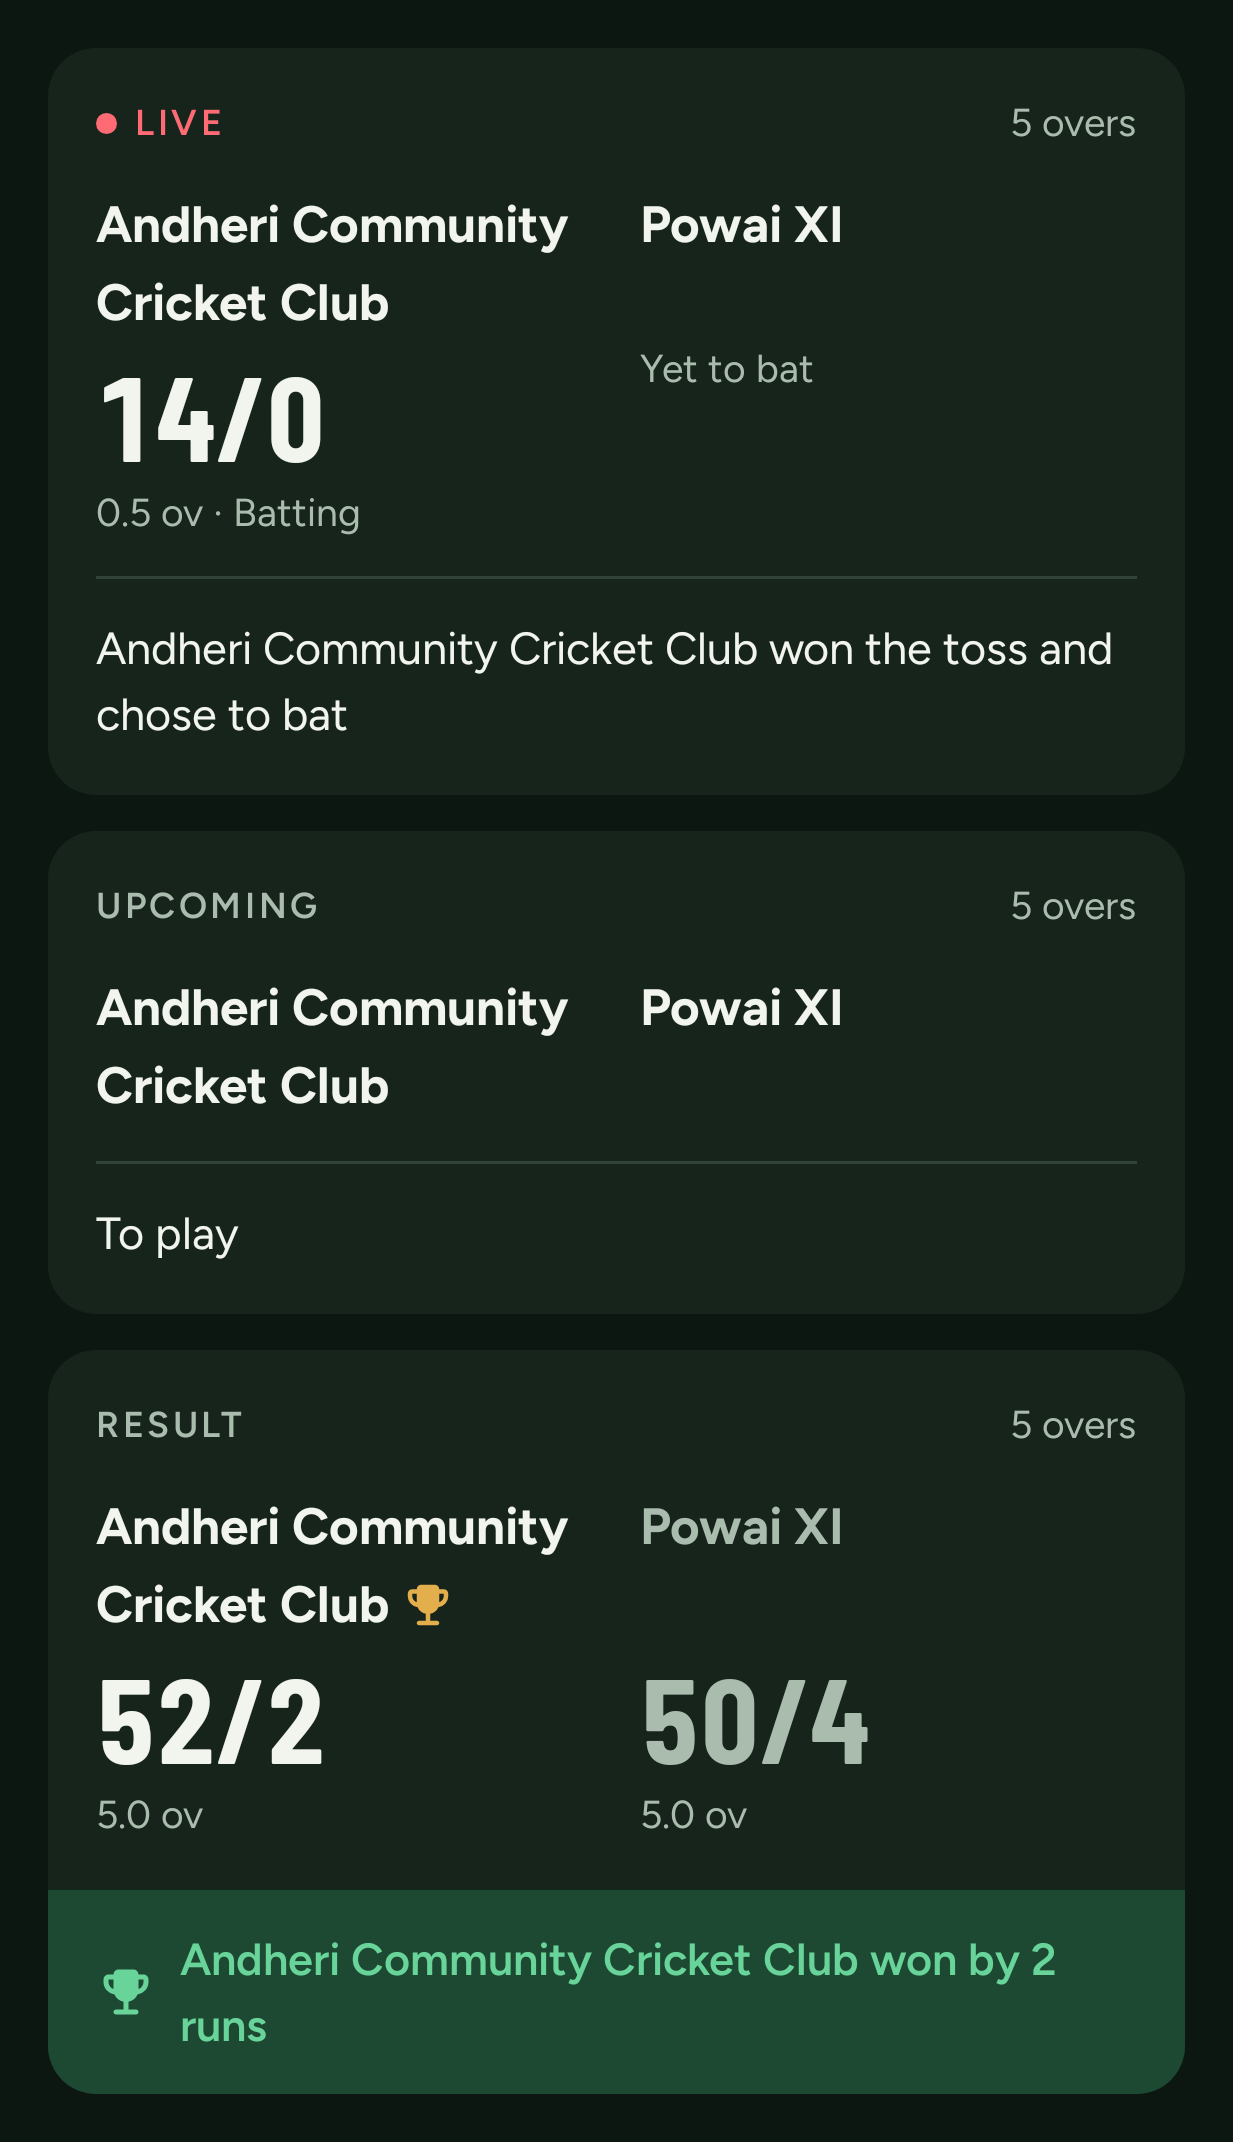 LIVE
5 overs
Andheri Community
Cricket Club
14/0
0.5 ov · Batting
Powai XI
Yet to bat
Andheri Community Cricket Club won the toss and
chose to bat
UPCOMING
5 overs
Andheri Community
Cricket Club
Powai XI
To play
RESULT
5 overs
Andheri Community
Cricket Club
52/2
5.0 ov
Powai XI
50/4
5.0 ov
Andheri Community Cricket Club won by 2
runs